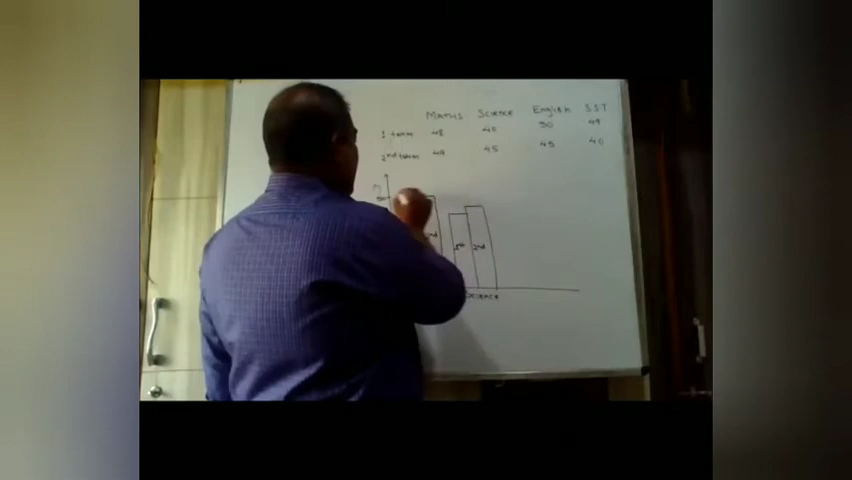 MATHS Science English SST
1 term 48 45 50 49
2nd term 49 45 45 40
50
2nd
1st 2nd
SCIENCE